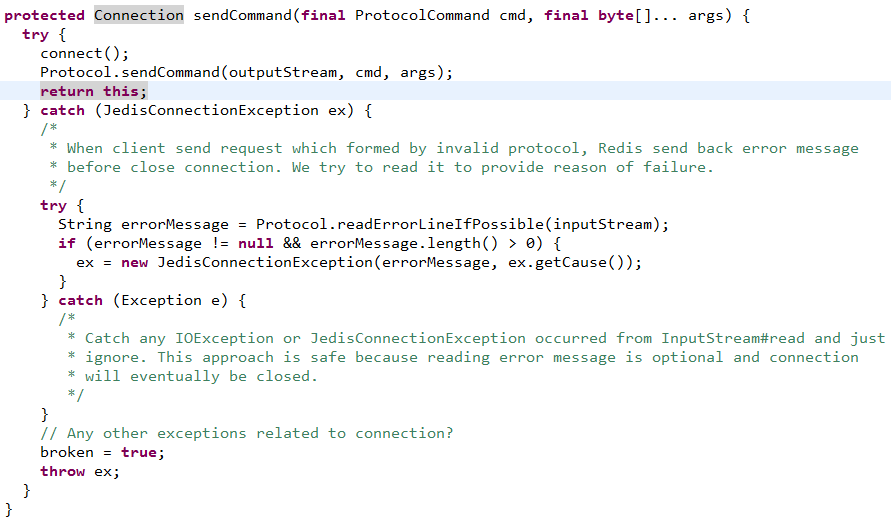 protected Connection sendCommand(final ProtocolCommand cmd, final byte[]... args) {
  try {
    connect();
    Protocol.sendCommand(outputStream, cmd, args);
    return this;
  } catch (JedisConnectionException ex) {
    /*
     * When client send request which formed by invalid protocol, Redis send back error message
     * before close connection. We try to read it to provide reason of failure.
     */
    try {
      String errorMessage = Protocol.readErrorLineIfPossible(inputStream);
      if (errorMessage != null && errorMessage.length() > 0) {
        ex = new JedisConnectionException(errorMessage, ex.getCause());
      }
    } catch (Exception e) {
      /*
       * Catch any IOException or JedisConnectionException occurred from InputStream#read and just
       * ignore. This approach is safe because reading error message is optional and connection
       * will eventually be closed.
       */
    }
    // Any other exceptions related to connection?
    broken = true;
    throw ex;
  }
}